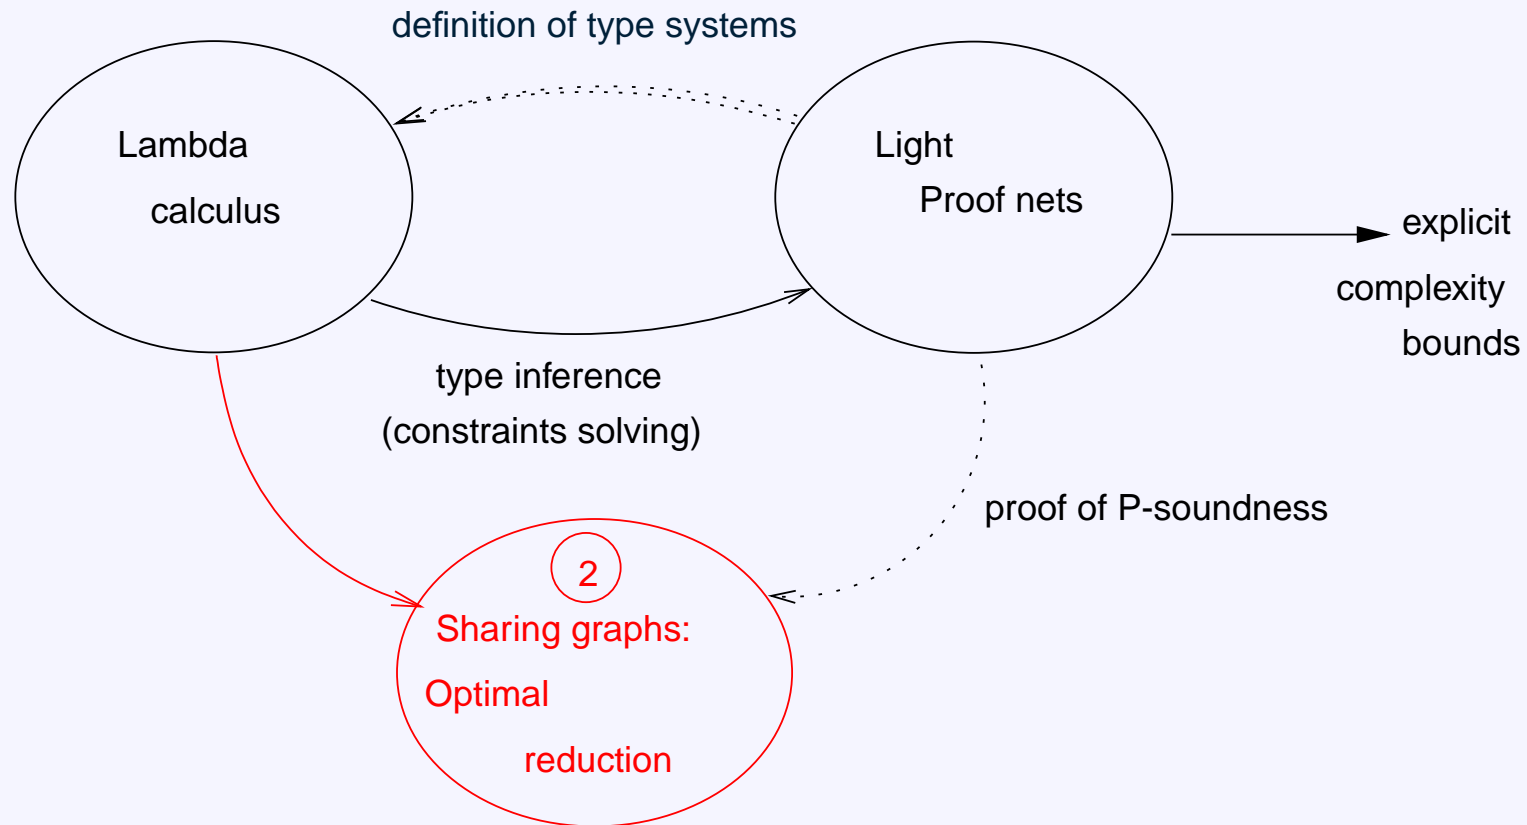 definition of type systems
Lambda
calculus
Light
Proof nets
explicit
complexity
bounds
type inference
(constraints solving)
proof of P-soundness
2
Sharing graphs:
Optimal
reduction